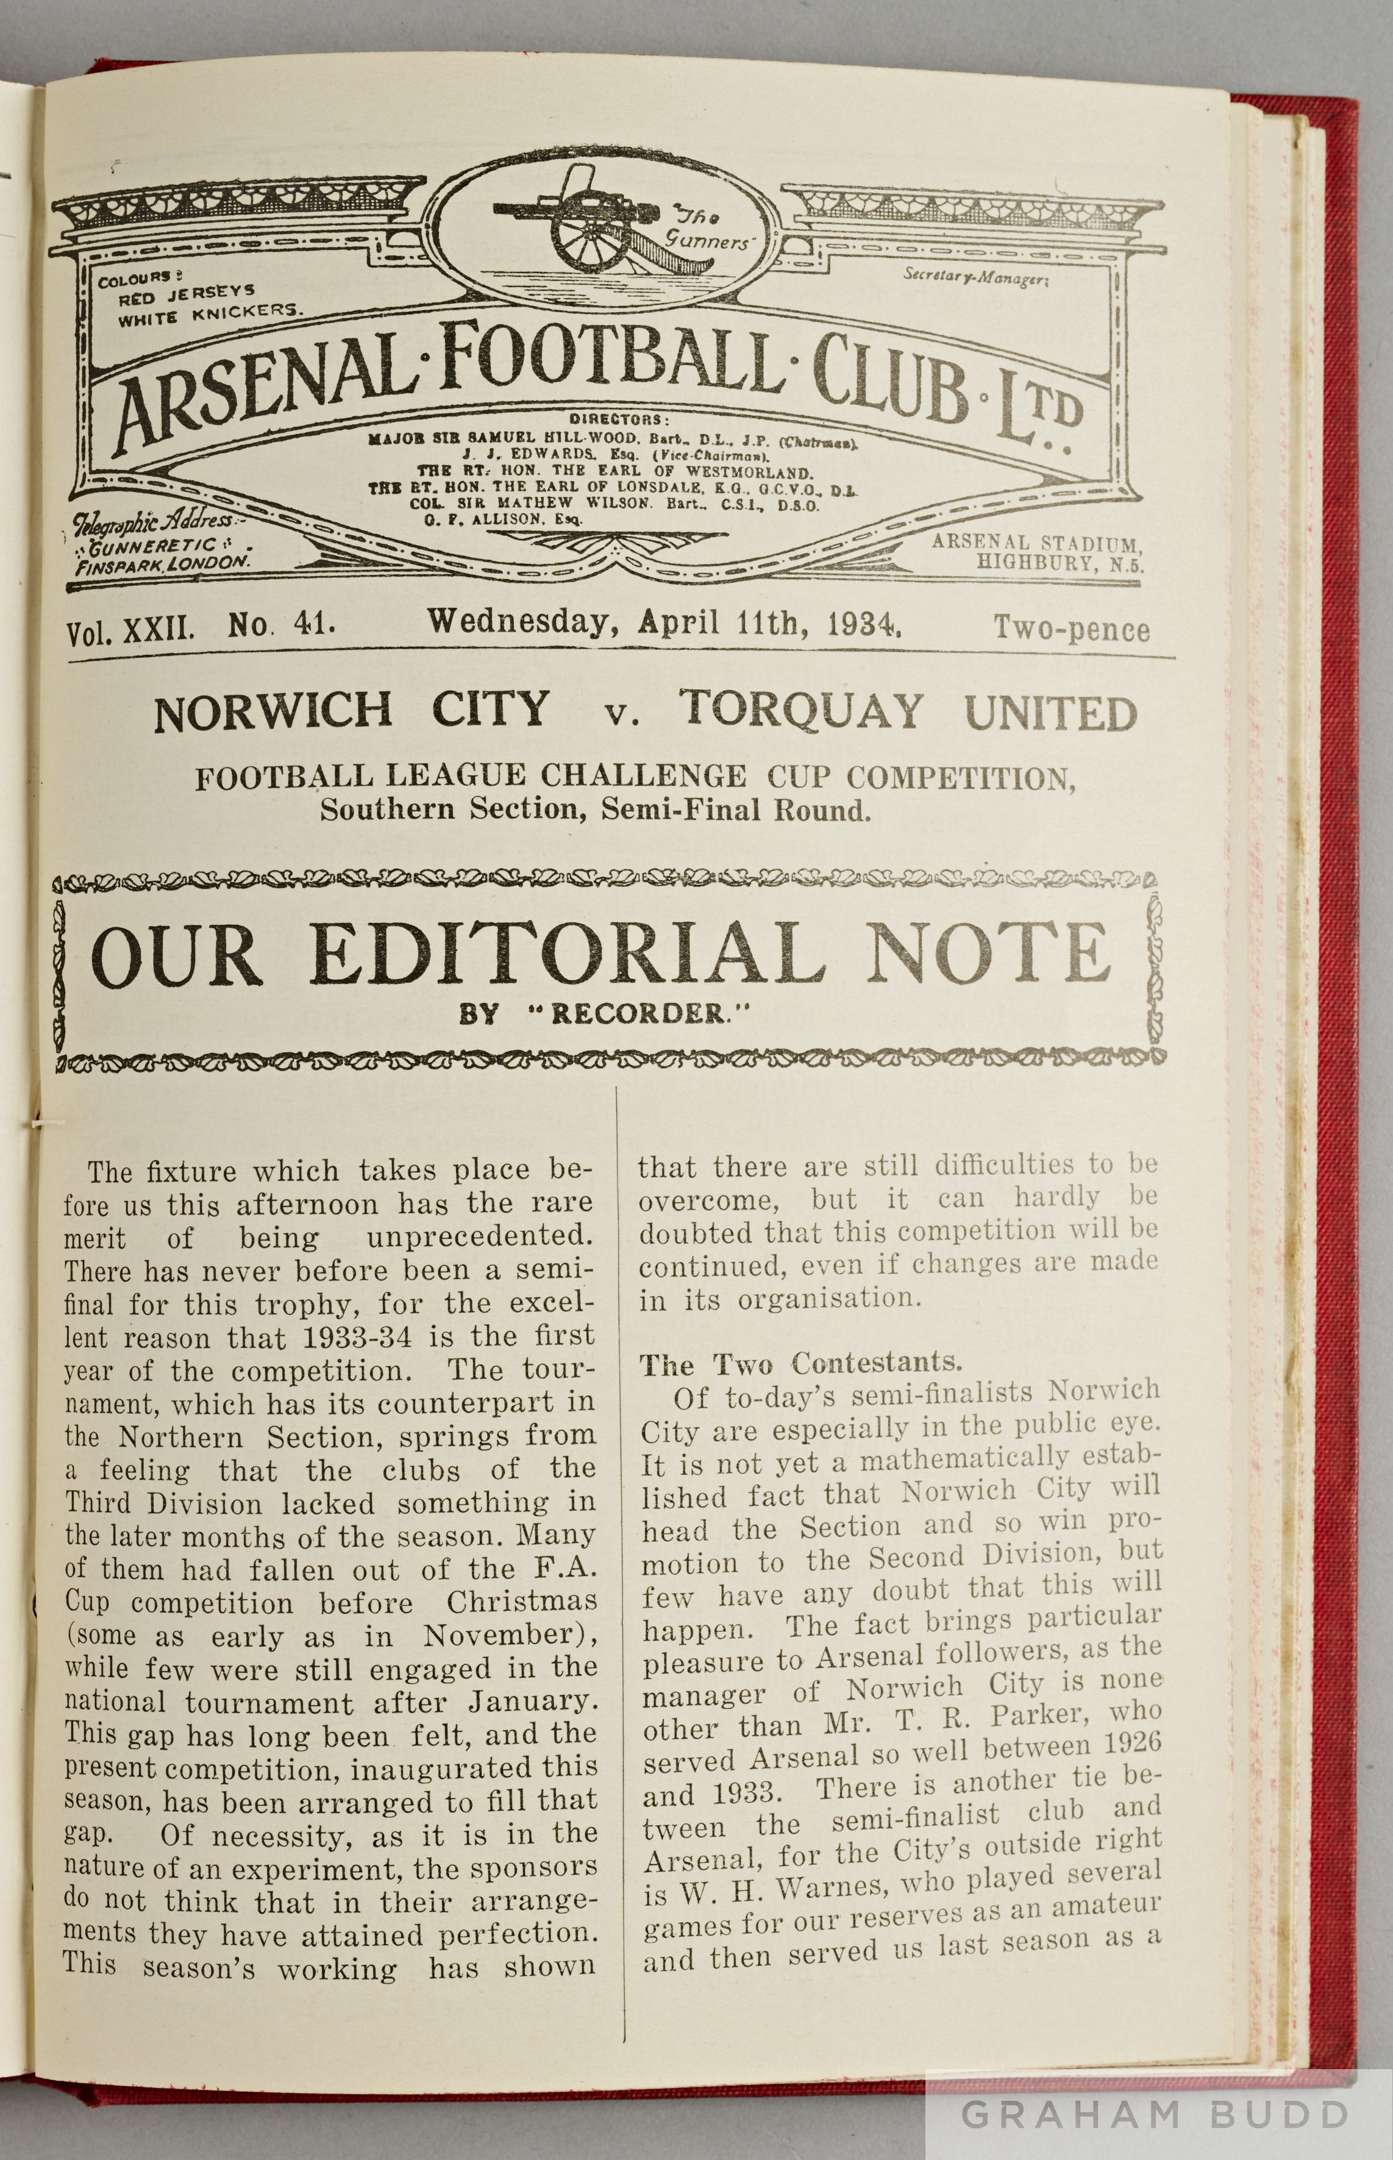 "The
Gunners"
COLOURS:
RED JERSEYS
WHITE KNICKERS.
Secretary-Manager;
ARSENAL · FOOTBALL · CLUB · LTD.
DIRECTORS:
MAJOR SIR SAMUEL HILL-WOOD, Bart., D.L., J.P. (Chairman).
J. J. EDWARDS, Esq. (Vice-Chairman).
THE RT. HON. THE EARL OF WESTMORLAND.
THE RT. HON. THE EARL OF LONSDALE, K.G., G.C.V.O., D.L.
COL. SIR MATHEW WILSON. Bart., C.S.I., D.S.O.
G. F. ALLISON, Esq.
Telegraphic Address:-
"GUNNERETIC"
FINSPARK, LONDON.
ARSENAL STADIUM,
HIGHBURY, N.5.
Vol. XXII. No. 41. Wednesday, April 11th, 1934. Two-pence
NORWICH CITY v. TORQUAY UNITED
FOOTBALL LEAGUE CHALLENGE CUP COMPETITION,
Southern Section, Semi-Final Round.
OUR EDITORIAL NOTE
BY "RECORDER."
The fixture which takes place be-
fore us this afternoon has the rare
merit of being unprecedented.
There has never before been a semi-
final for this trophy, for the excel-
lent reason that 1933-34 is the first
year of the competition. The tour-
nament, which has its counterpart in
the Northern Section, springs from
a feeling that the clubs of the
Third Division lacked something in
the later months of the season. Many
of them had fallen out of the F.A.
Cup competition before Christmas
(some as early as in November),
while few were still engaged in the
national tournament after January.
This gap has long been felt, and the
present competition, inaugurated this
season, has been arranged to fill that
gap. Of necessity, as it is in the
nature of an experiment, the sponsors
do not think that in their arrange-
ments they have attained perfection.
This season's working has shown
that there are still difficulties to be
overcome, but it can hardly be
doubted that this competition will be
continued, even if changes are made
in its organisation.
The Two Contestants.
Of to-day's semi-finalists Norwich
City are especially in the public eye.
It is not yet a mathematically estab-
lished fact that Norwich City will
head the Section and so win pro-
motion to the Second Division, but
few have any doubt that this will
happen. The fact brings particular
pleasure to Arsenal followers, as the
manager of Norwich City is none
other than Mr. T. R. Parker, who
served Arsenal so well between 1926
and 1933. There is another tie be-
tween the semi-finalist club and
Arsenal, for the City's outside right
is W. H. Warnes, who played several
games for our reserves as an amateur
and then served us last season as a
GRAHAM BUDD